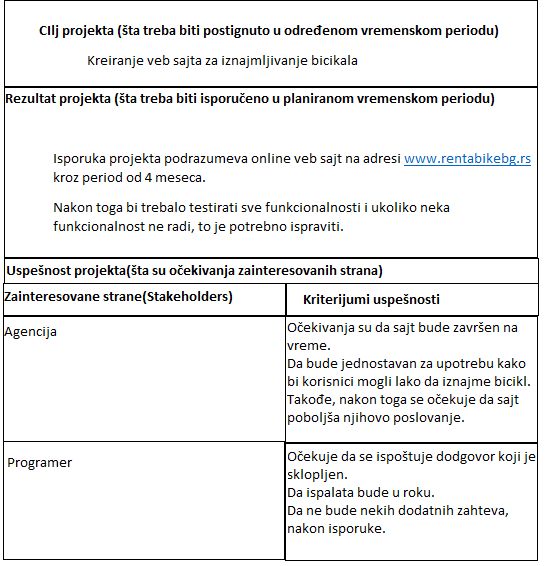 CIlj projekta (šta treba biti postignuto u određenom vremenskom periodu)
Kreiranje veb sajta za iznajmljivanje bicikala
Rezultat projekta (šta treba biti isporučeno u planiranom vremenskom periodu)
Isporuka projekta podrazumeva online veb sajt na adresi www.rentabikebg.rs
kroz period od 4 meseca.
Nakon toga bi trebalo testirati sve funkcionalnosti i ukoliko neka
funkcionalnost ne radi, to je potrebno ispraviti.
Uspešnost projekta(šta su očekivanja zainteresovanih strana)
Zainteresovane strane(Stakeholders)
Kriterijumi uspešnosti
Agencija
Očekivanja su da sajt bude završen na
vreme.
Da bude jednostavan za upotrebu kako
bi korisnici mogli lako da iznajme bicikl.
Takođe, nakon toga se očekuje da sajt
poboljša njihovo poslovanje.
Programer
Očekuje da se ispoštuje dodgovor koji je
sklopljen.
Da ispalata bude u roku.
Da ne bude nekih dodatnih zahteva,
nakon isporuke.